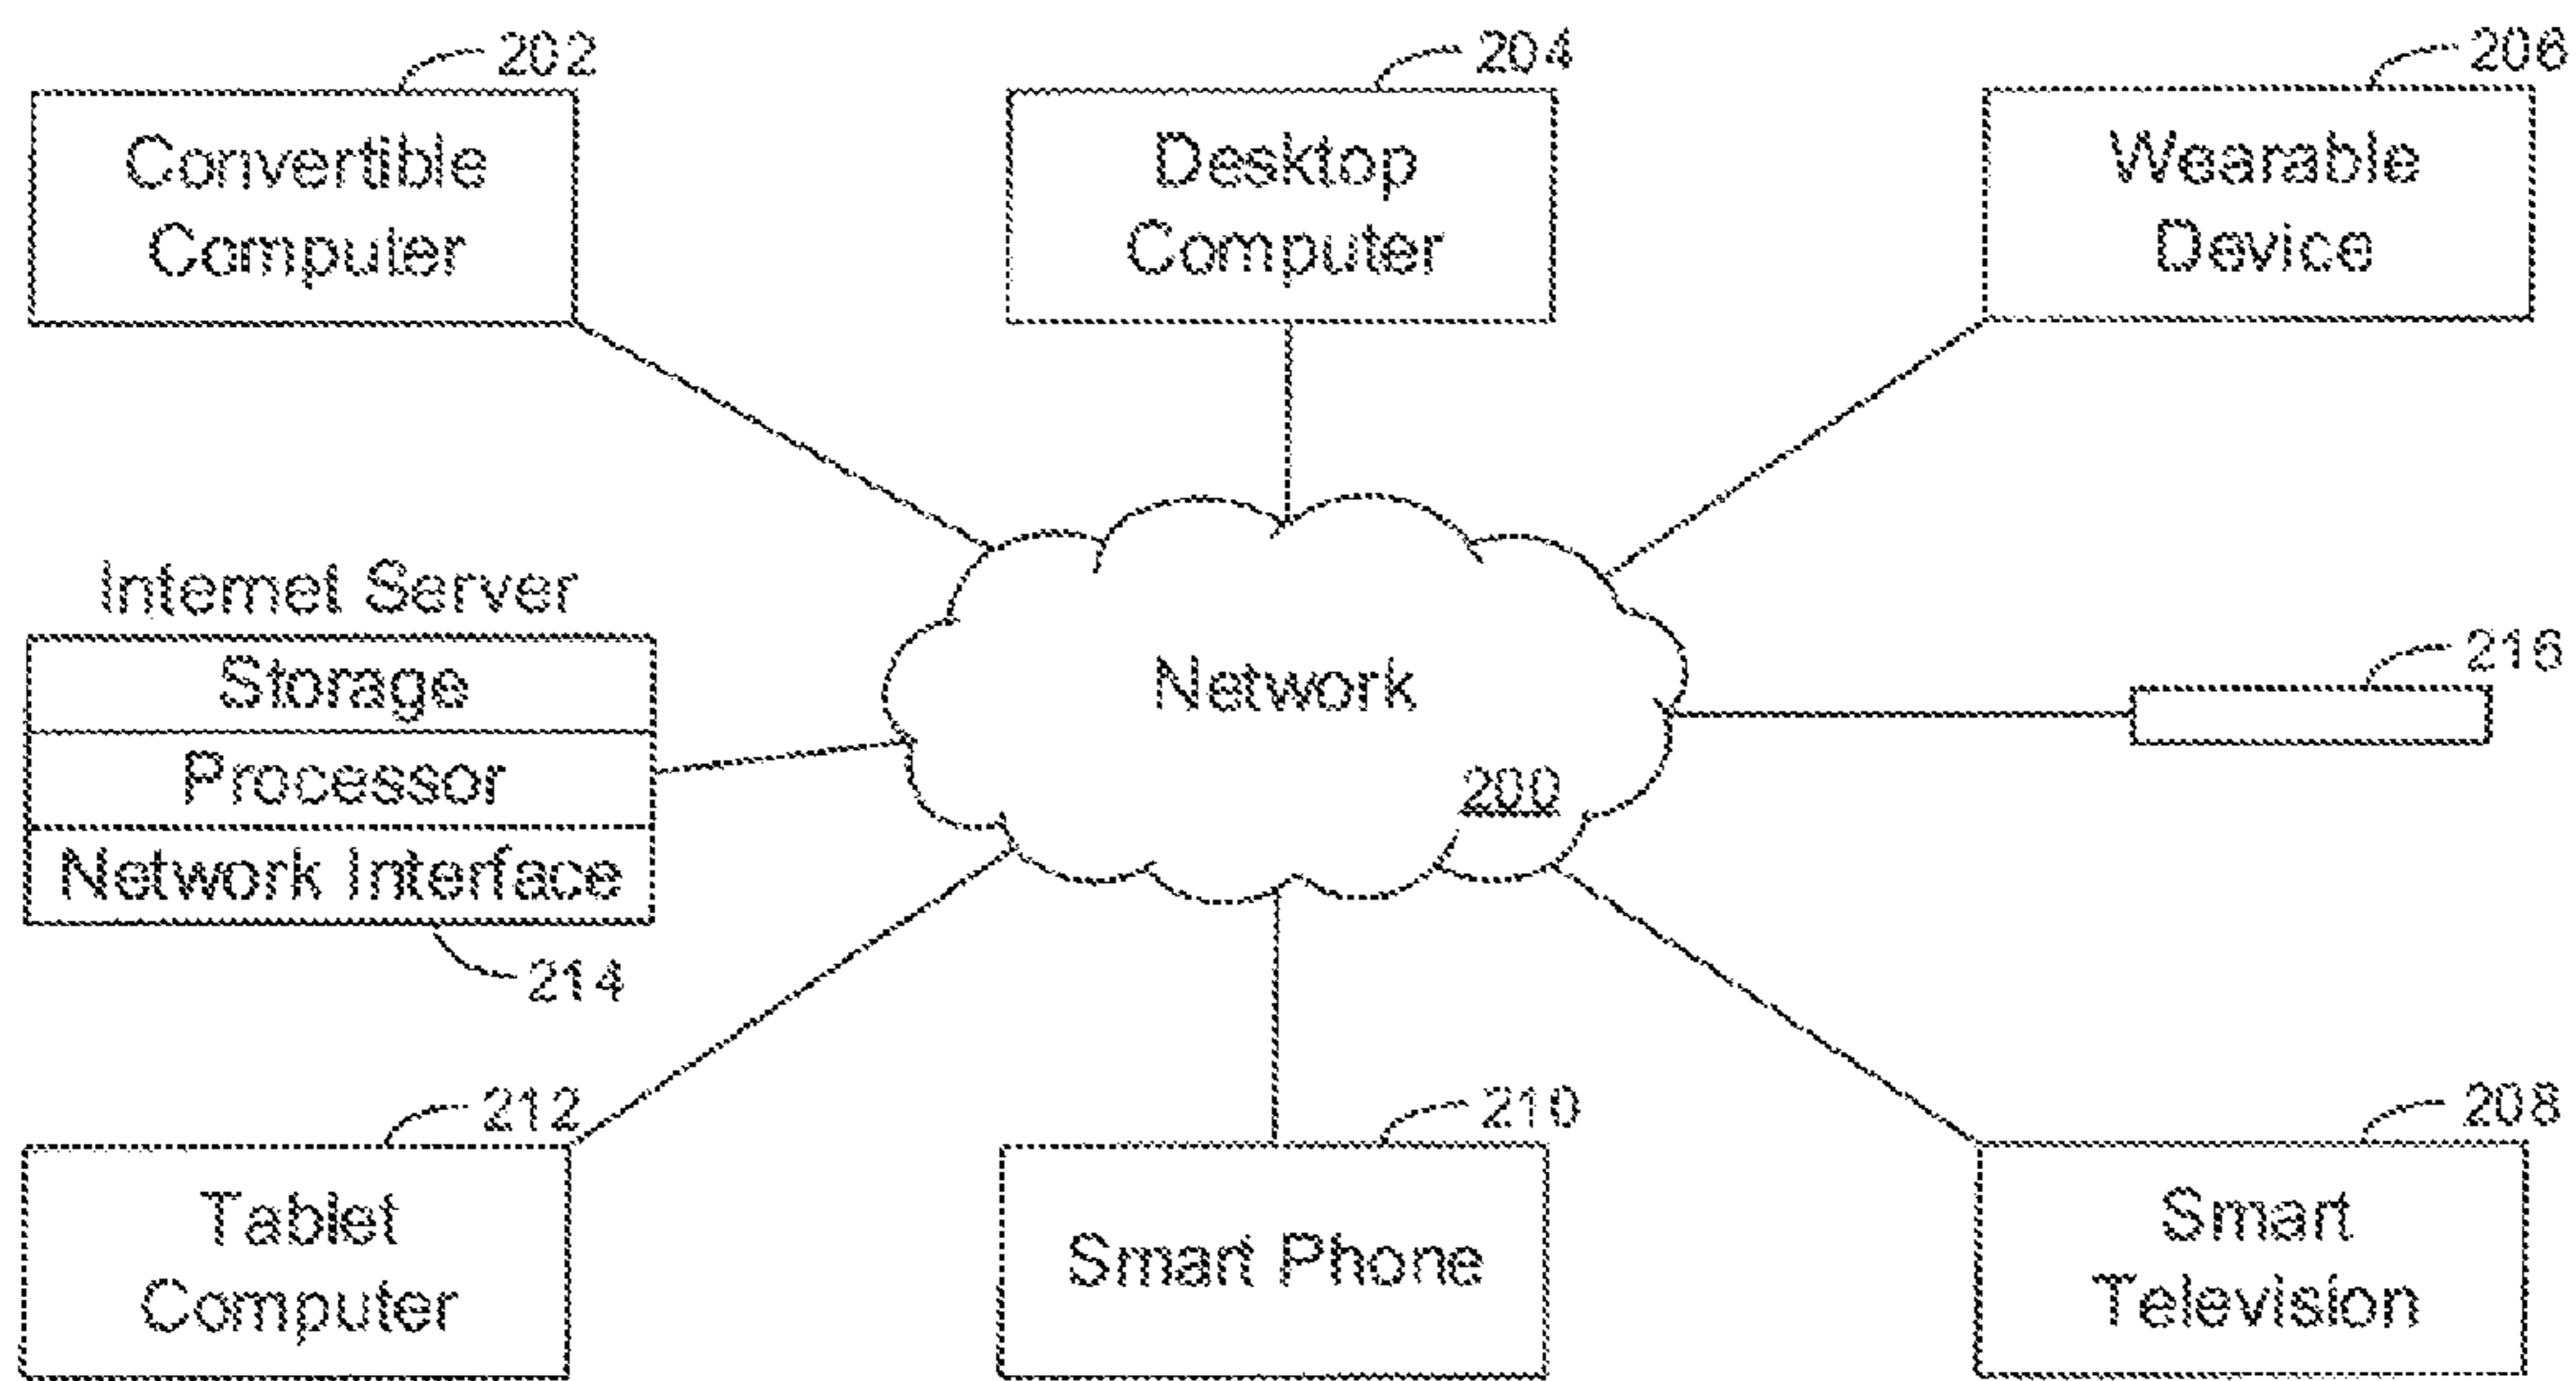 202
Convertible
Computer
204
Desktop
Computer
206
Wearable
Device
Internet Server
Storage
Processor
Network Interface
214
Network
200
216
212
Tablet
Computer
210
Smart Phone
208
Smart
Television